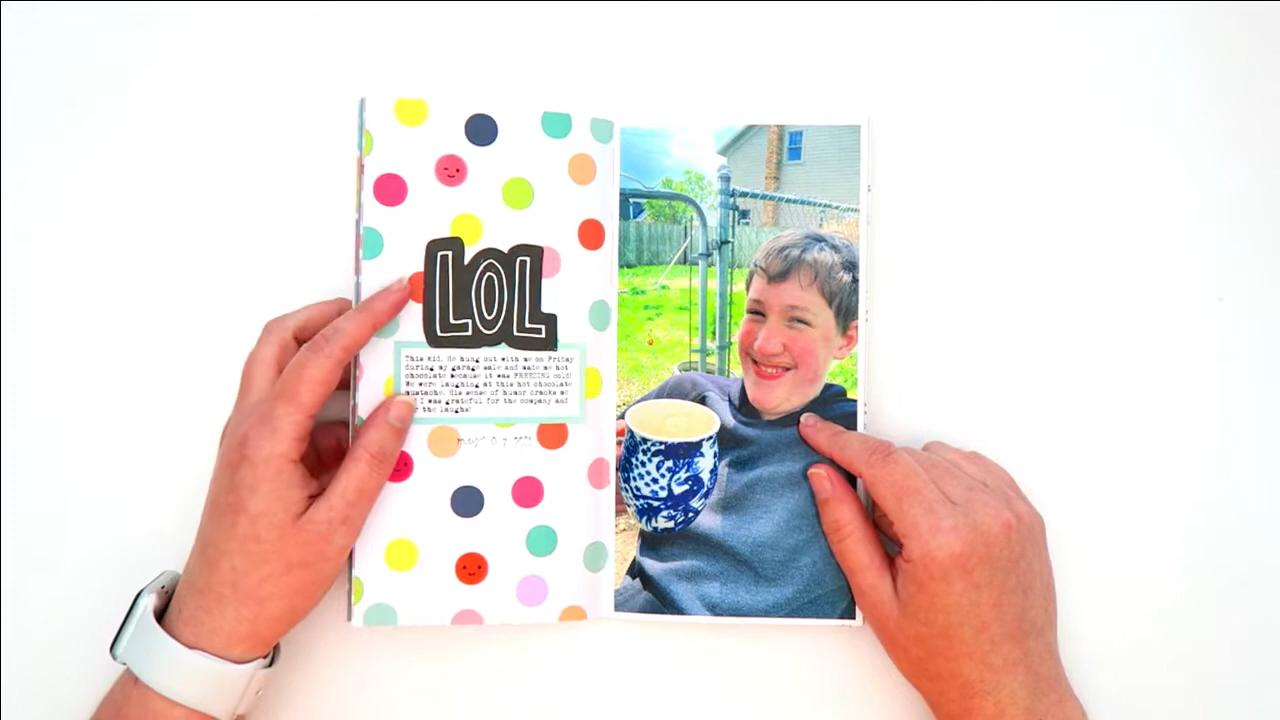 LOL
This kid. He hung out with me on Friday
during my garage sale and made me hot
chocolate because it was FREEZING cold!
We were laughing at this hot chocolate
mustache. His sense of humor cracks me
I was grateful for the company and
the laughs!
MAY 07